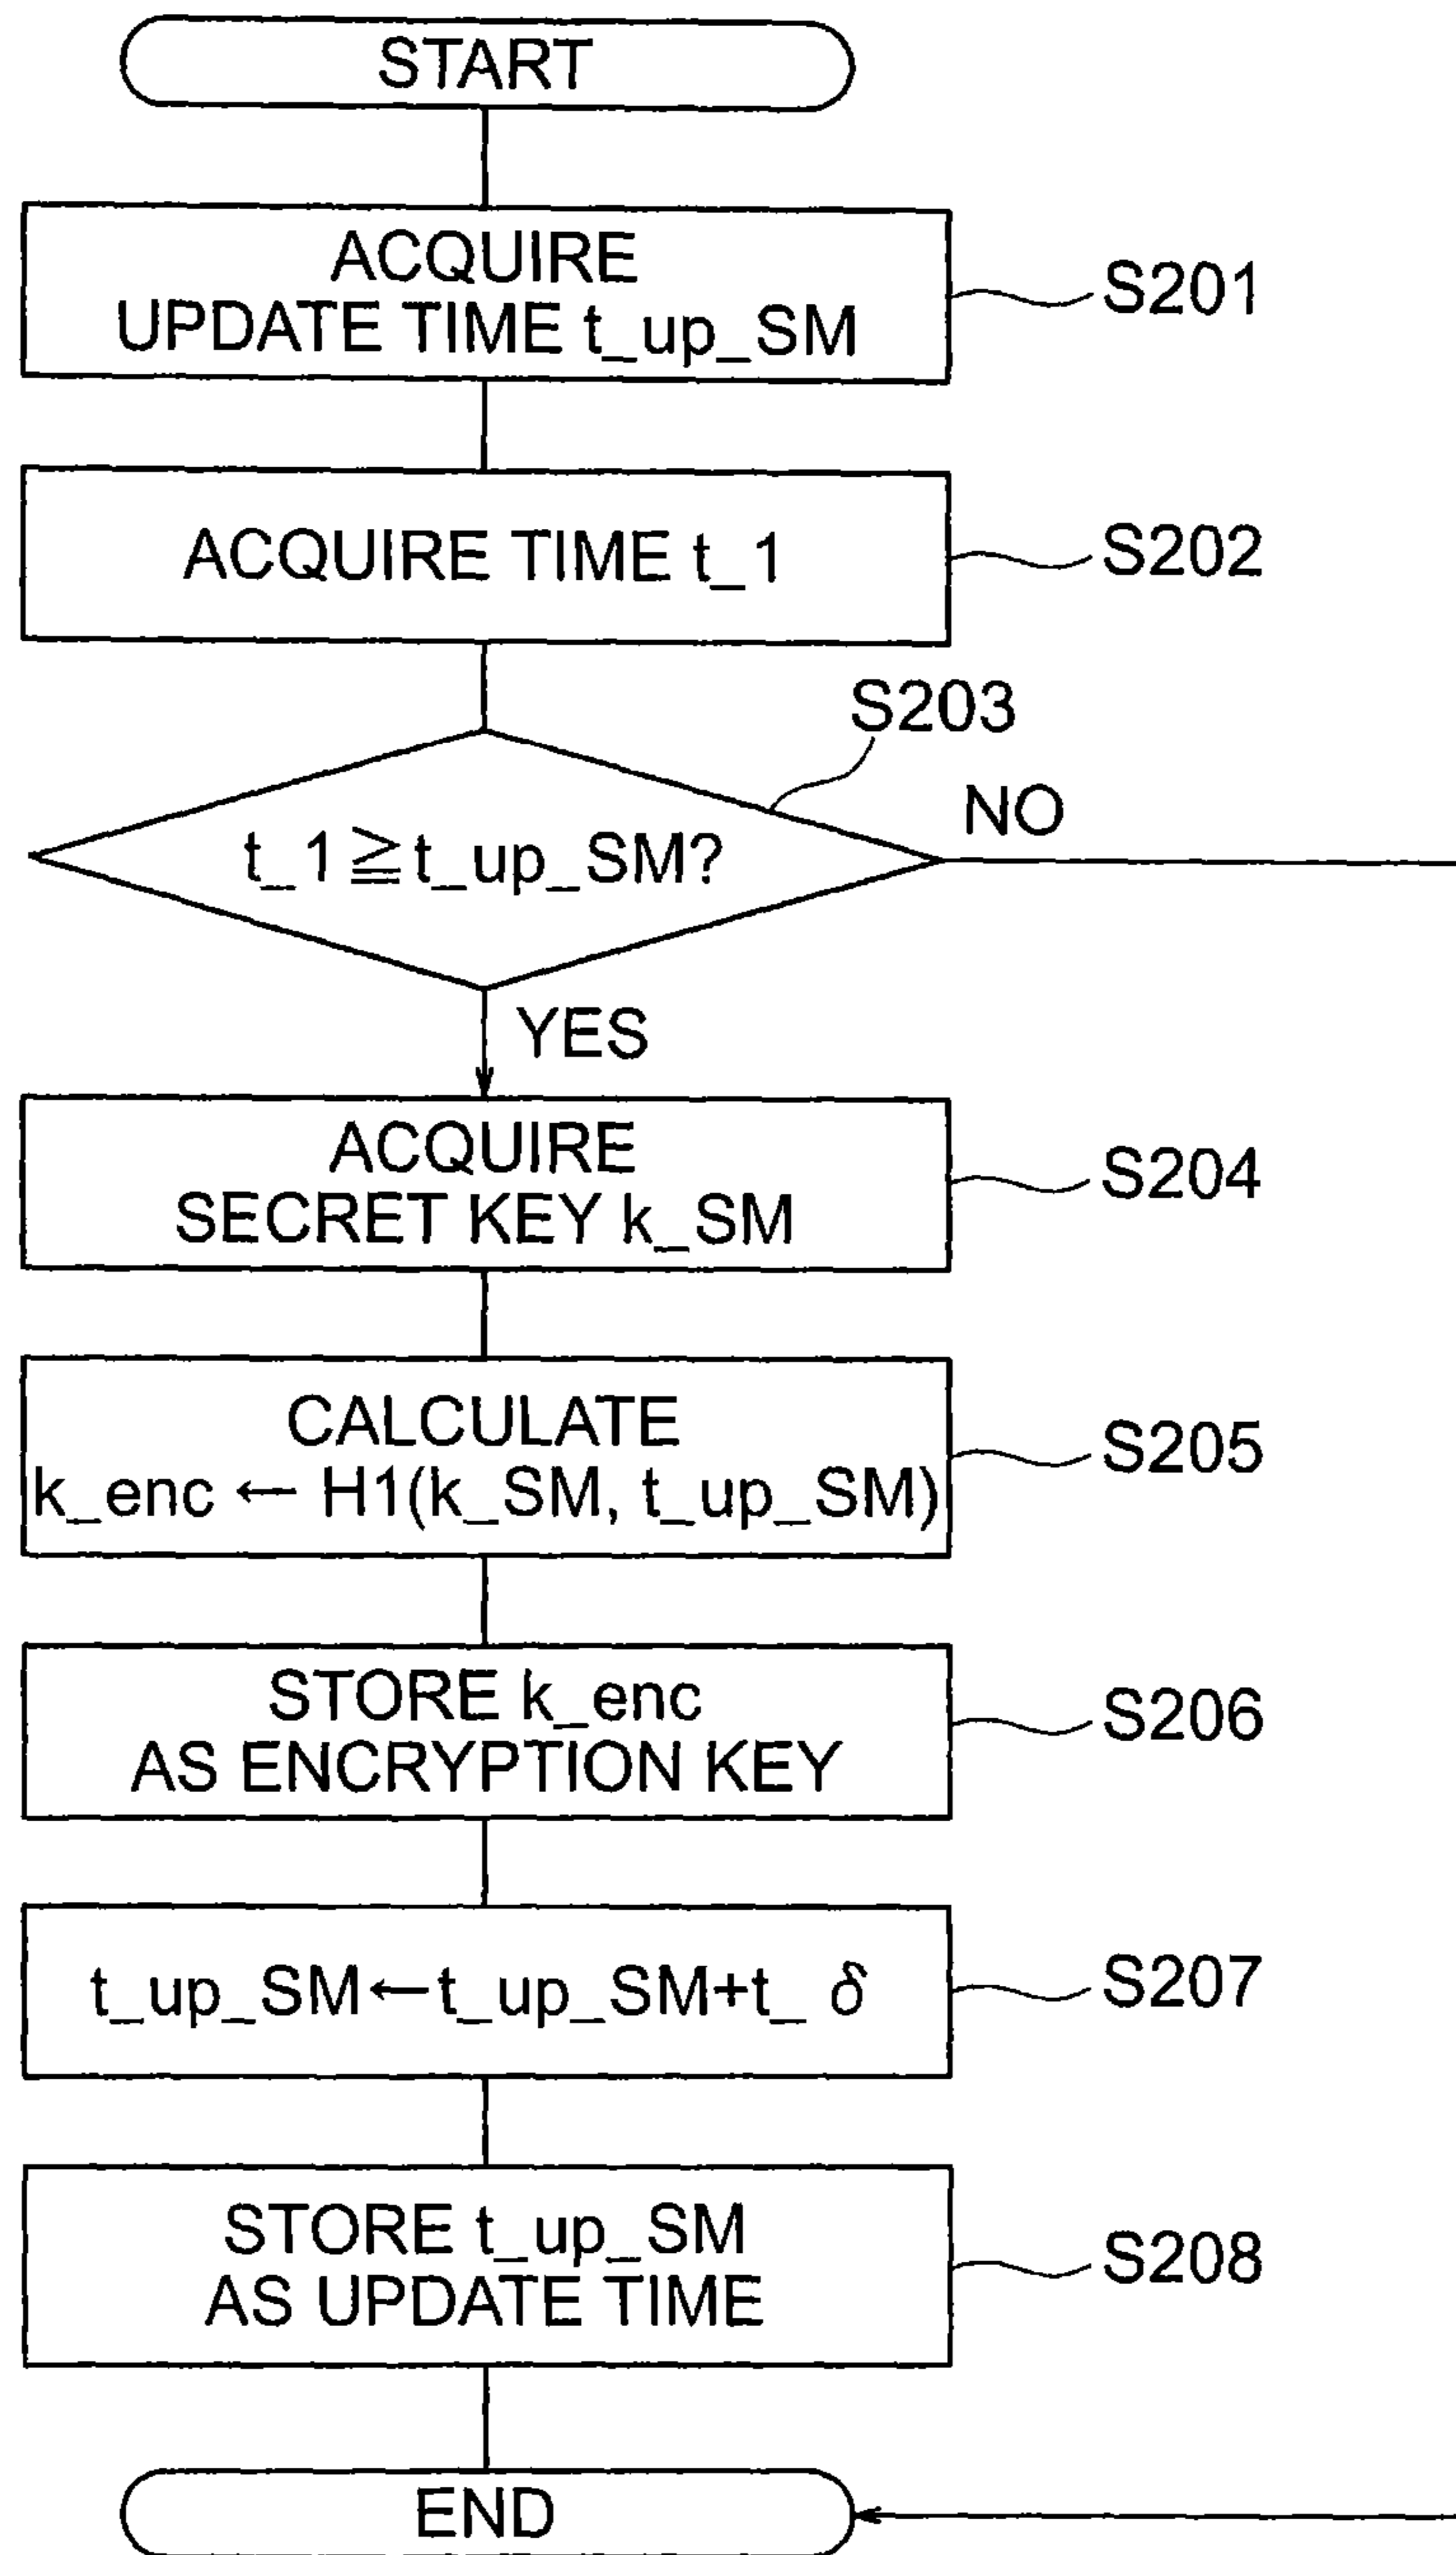 START
ACQUIRE
UPDATE TIME t_up_SM
S201
ACQUIRE TIME t_1
S202
S203
t_1≧t_up_SM?
NO
YES
ACQUIRE
SECRET KEY k_SM
S204
CALCULATE
k_enc ← H1(k_SM, t_up_SM)
S205
STORE k_enc
AS ENCRYPTION KEY
S206
t_up_SM←t_up_SM+t_ δ
S207
STORE t_up_SM
AS UPDATE TIME
S208
END